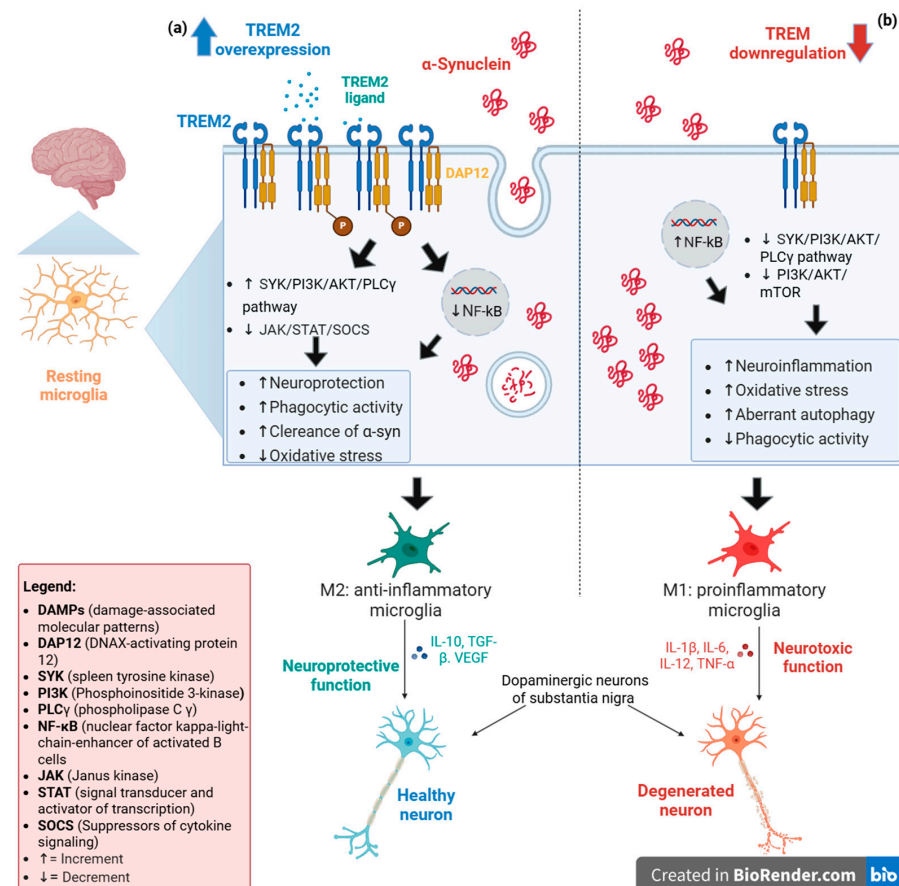 (a)
TREM2
overexpression
(b)
TREM
downregulation
α-Synuclein
TREM2
ligand
TREM2
DAP12
P
P
• ↑ SYK/PI3K/AKT/PLCγ
pathway
• ↓ JAK/STAT/SOCS
↓NF-kB
• ↑Neuroprotection
• ↑Phagocytic activity
• ↑Clereance of α-syn
• ↓Oxidative stress
↑NF-kB
• ↓ SYK/PI3K/AKT/
PLCγ pathway
• ↓ PI3K/AKT/
mTOR
• ↑Neuroinflammation
• ↑Oxidative stress
• ↑Aberrant autophagy
• ↓Phagocytic activity
Resting
microglia
M2: anti-inflammatory
microglia
M1: proinflammatory
microglia
IL-10, TGF-
β. VEGF
Neuroprotective
function
IL-1β, IL-6,
IL-12, TNF-α
Neurotoxic
function
Dopaminergic neurons
of substantia nigra
Healthy
neuron
Degenerated
neuron
Legend:
• DAMPs (damage-associated
molecular patterns)
• DAP12 (DNAX-activating protein
12)
• SYK (spleen tyrosine kinase)
• PI3K (Phosphoinositide 3-kinase)
• PLCγ (phospholipase C γ)
• NF-κB (nuclear factor kappa-light-
chain-enhancer of activated B
cells
• JAK (Janus kinase)
• STAT (signal transducer and
activator of transcription)
• SOCS (Suppressors of cytokine
signaling)
• ↑= Increment
• ↓= Decrement
Created in BioRender.com bio